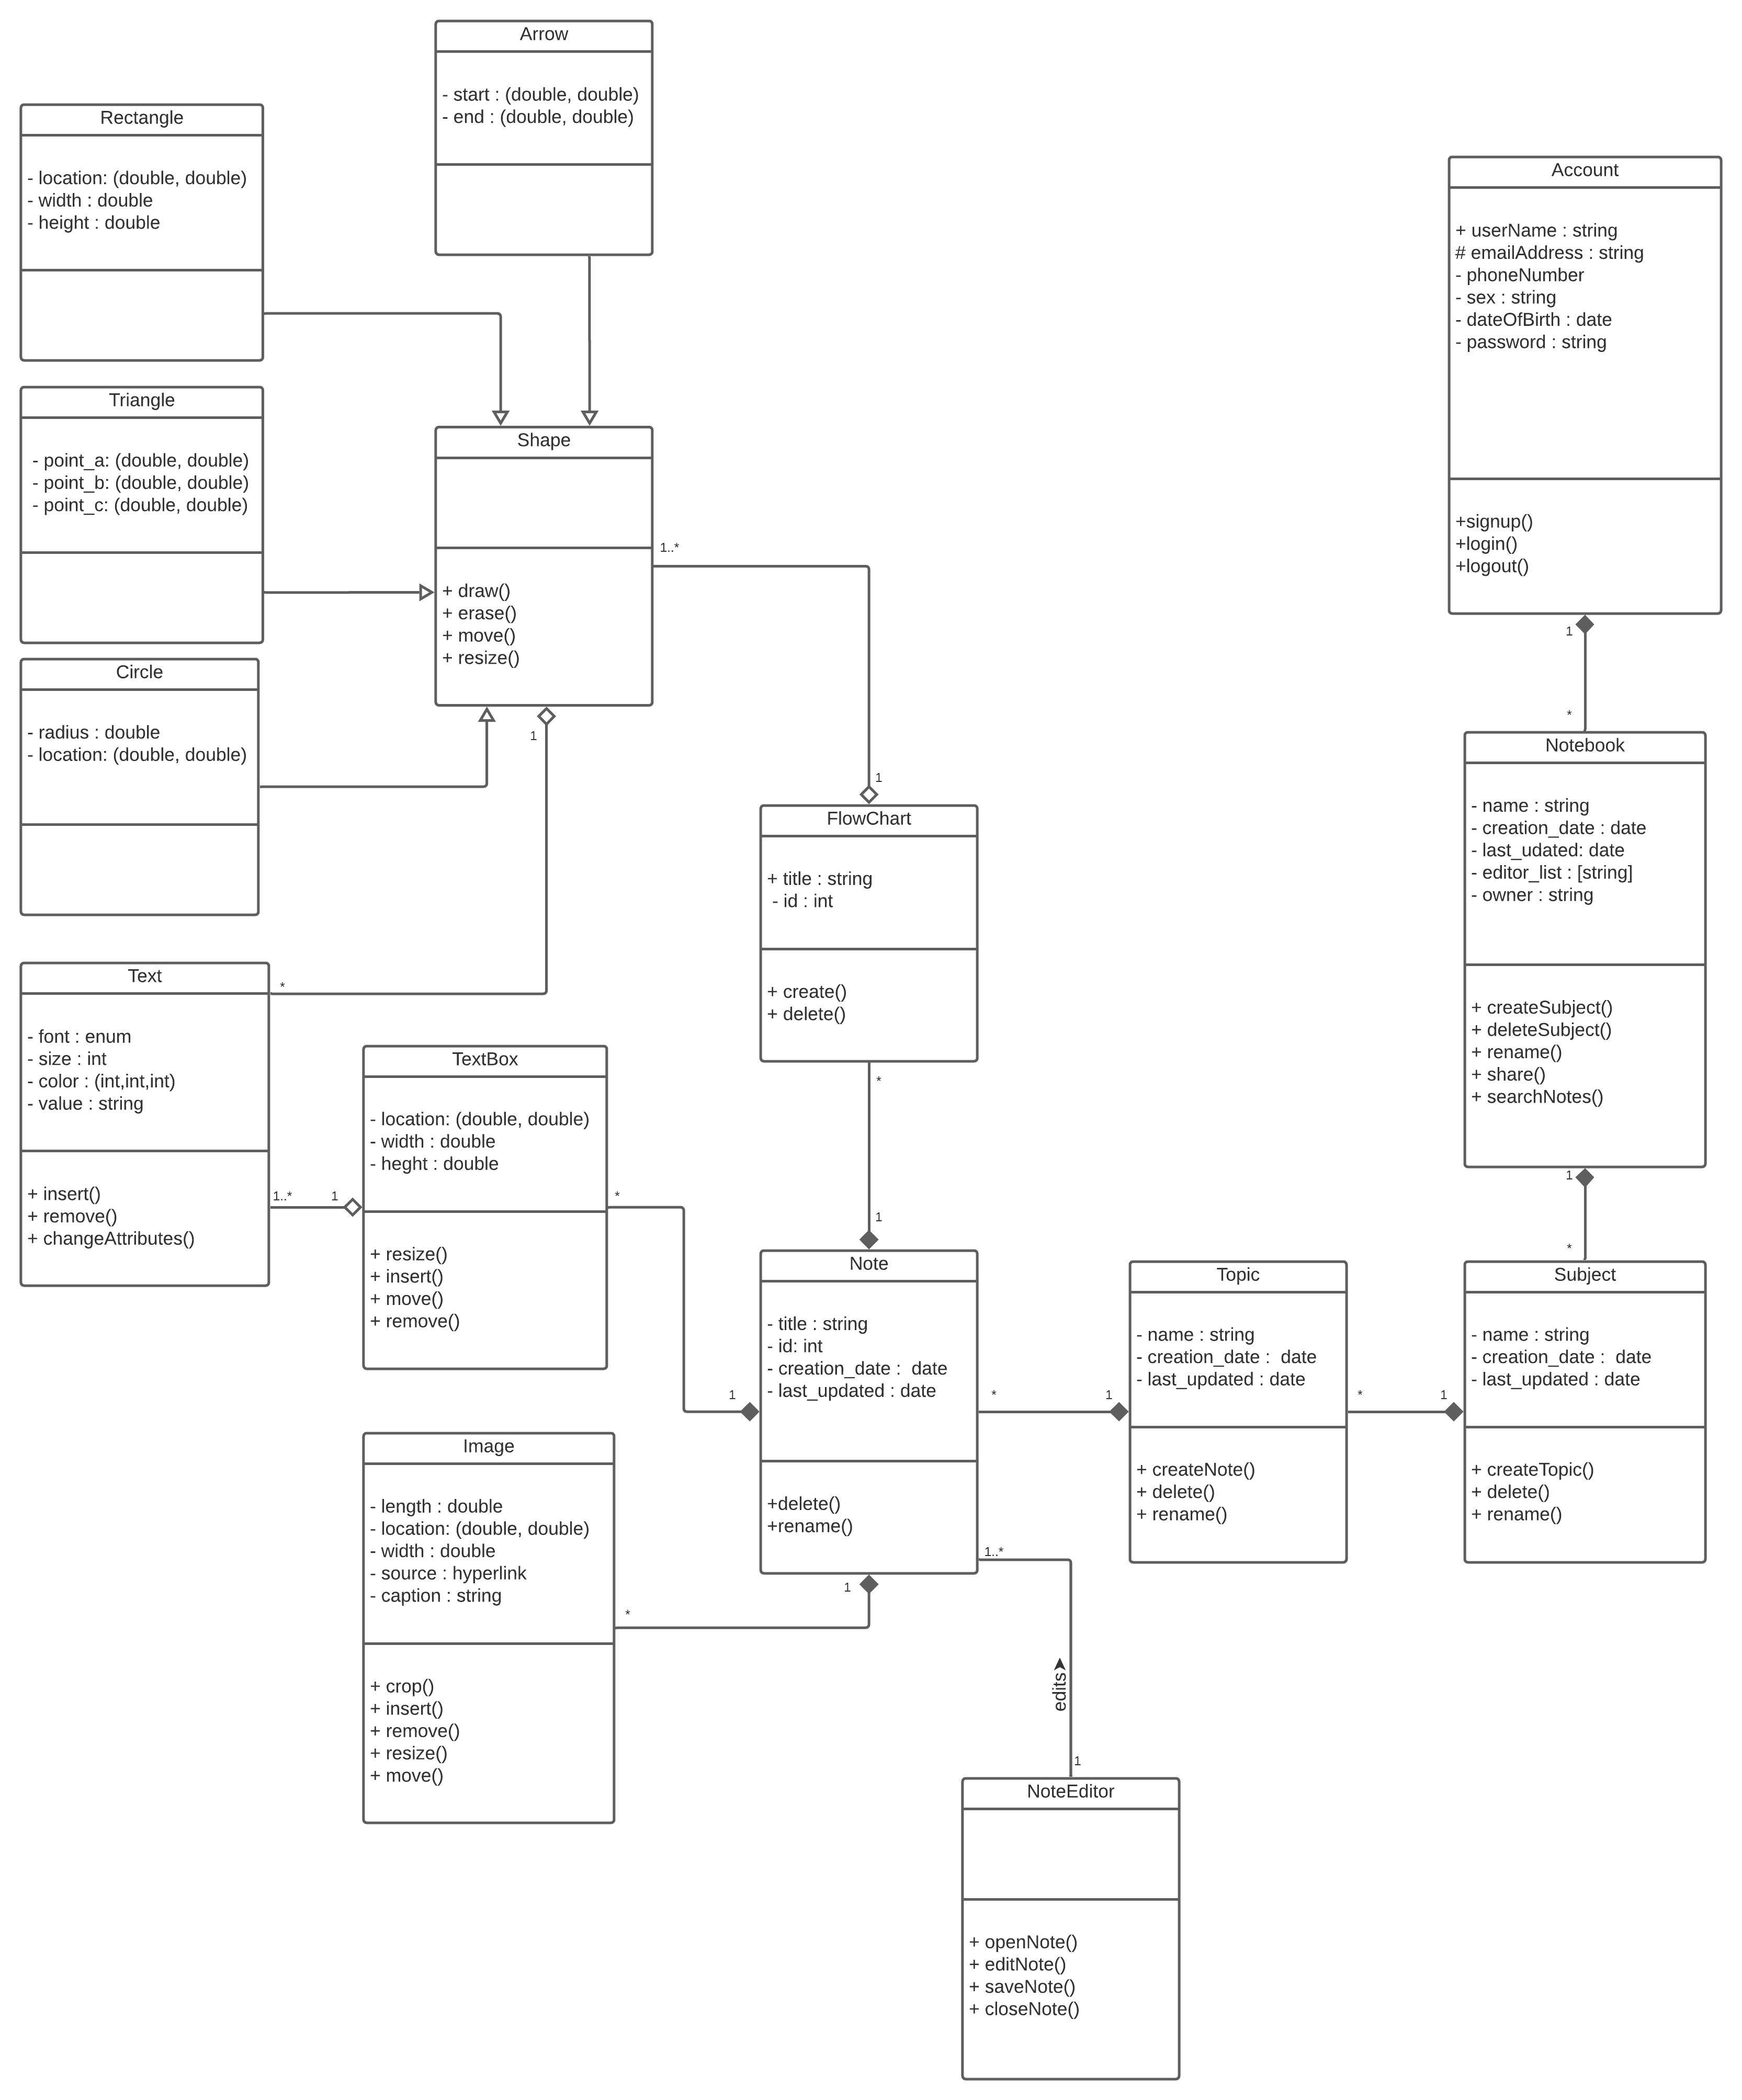 Arrow
- start : (double, double)
- end : (double, double)
Rectangle
- location: (double, double)
- width : double
- height : double
Account
+ userName : string
# emailAddress : string
- phoneNumber
- sex : string
- dateOfBirth : date
- password : string
+signup()
+login()
+logout()
1
*
Triangle
- point_a: (double, double)
- point_b: (double, double)
- point_c: (double, double)
Shape
+ draw()
+ erase()
+ move()
+ resize()
1..*
1
1
Circle
- radius : double
- location: (double, double)
FlowChart
+ title : string
- id : int
+ create()
+ delete()
*
1
Notebook
- name : string
- creation_date : date
- last_udated: date
- editor_list : [string]
- owner : string
+ createSubject()
+ deleteSubject()
+ rename()
+ share()
+ searchNotes()
1
*
Text
*
- font : enum
- size : int
- color : (int,int,int)
- value : string
+ insert()
+ remove()
+ changeAttributes()
1..*
1
TextBox
- location: (double, double)
- width : double
- heght : double
+ resize()
+ insert()
+ move()
+ remove()
*
1
Note
- title : string
- id: int
- creation_date :  date
- last_updated : date
+delete()
+rename()
*
1
Topic
- name : string
- creation_date :  date
- last_updated : date
+ createNote()
+ delete()
+ rename()
*
1
Subject
- name : string
- creation_date :  date
- last_updated : date
+ createTopic()
+ delete()
+ rename()
Image
- length : double
- location: (double, double)
- width : double
- source : hyperlink
- caption : string
+ crop()
+ insert()
+ remove()
+ resize()
+ move()
*
1
1..*
edits
1
NoteEditor
+ openNote()
+ editNote()
+ saveNote()
+ closeNote()